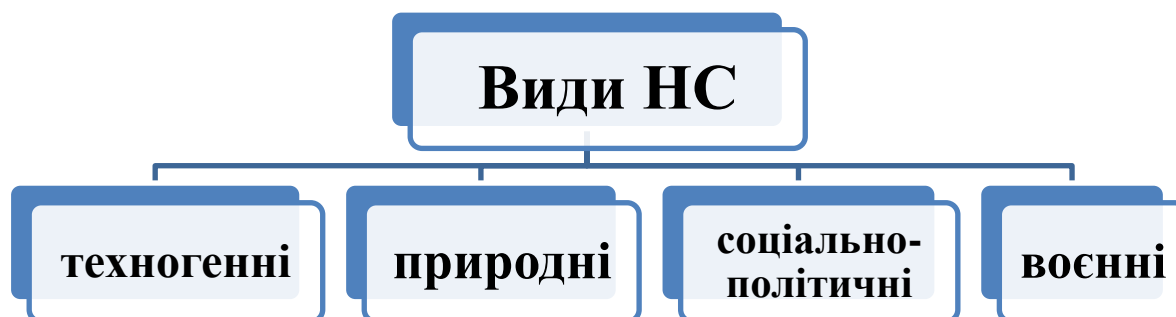 Види НС
техногенні
природні
соціально-
політичні
воєнні